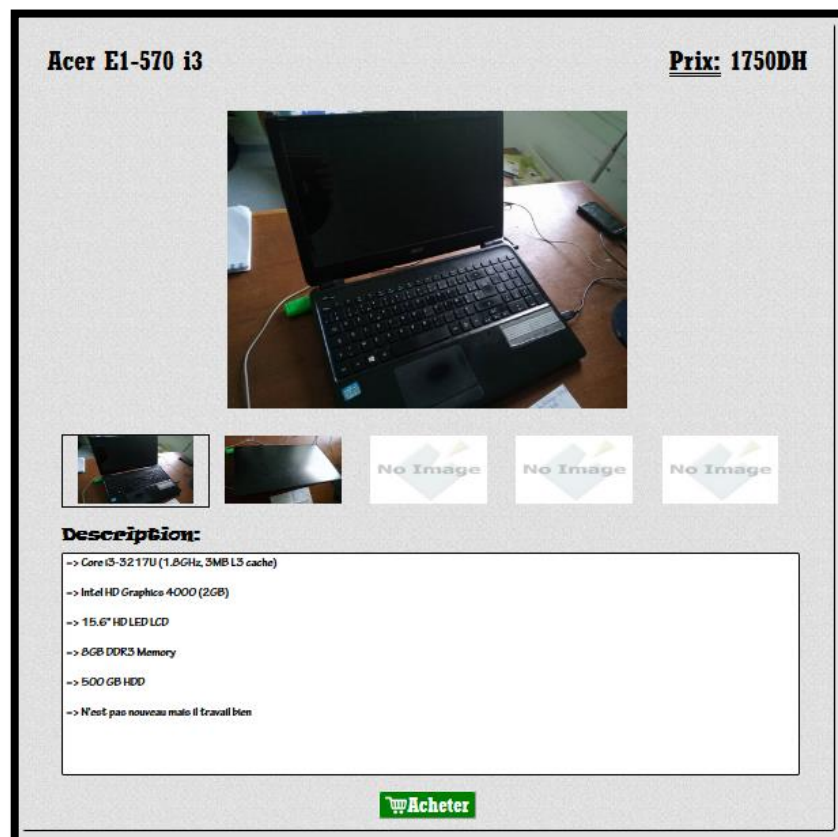 Acer E1-570 i3
Prix: 1750DH
No Image
No Image
No Image
Description:
=> Core i3-3217U (1.8GHz, 3MB L3 cache)
=> Intel HD Graphics 4000 (2GB)
=> 15.6" HD LED LCD
=> 8GB DDR3 Memory
=> 500 GB HDD
=> N'est pas nouveau mais il travail bien
Acheter